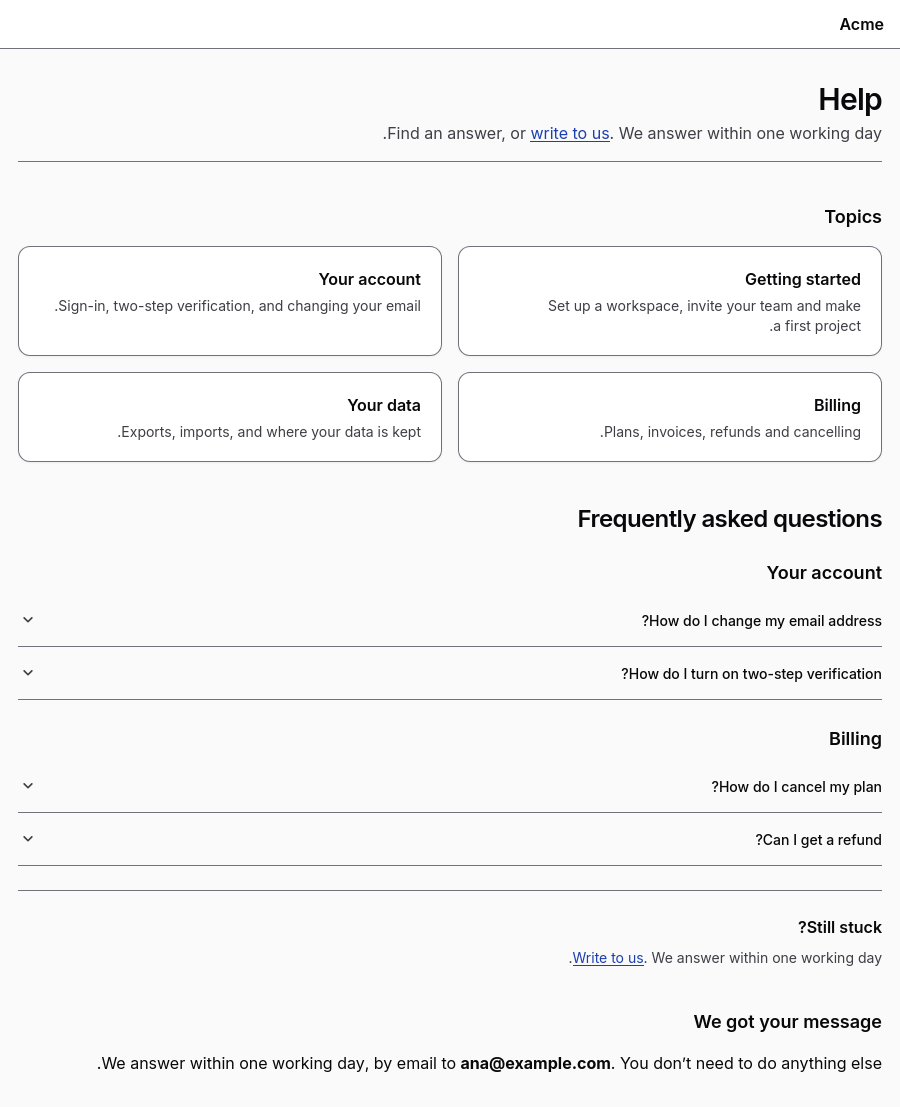 Acme
Help
.Find an answer, or write to us. We answer within one working day
Topics
Getting started
Set up a workspace, invite your team and make
.a first project
Your account
.Sign-in, two-step verification, and changing your email
Billing
.Plans, invoices, refunds and cancelling
Your data
.Exports, imports, and where your data is kept
Frequently asked questions
Your account
?How do I change my email address
?How do I turn on two-step verification
Billing
?How do I cancel my plan
?Can I get a refund
?Still stuck
.Write to us. We answer within one working day
We got your message
.We answer within one working day, by email to ana@example.com. You don’t need to do anything else